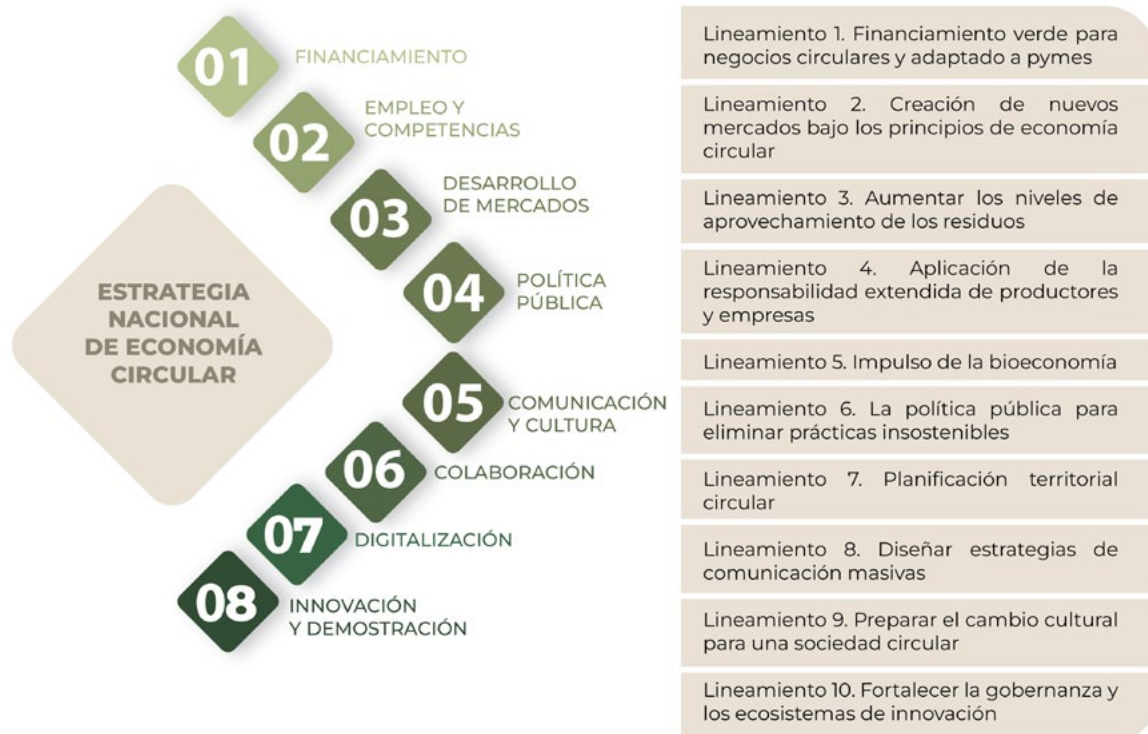 01
FINANCIAMIENTO
02
EMPLEO Y
COMPETENCIAS
03
DESARROLLO
DE MERCADOS
04
POLÍTICA
PÚBLICA
ESTRATEGIA
NACIONAL
DE ECONOMÍA
CIRCULAR
05
COMUNICACIÓN
Y CULTURA
06
COLABORACIÓN
07
DIGITALIZACIÓN
08
INNOVACIÓN
Y DEMOSTRACIÓN
Lineamiento 1. Financiamiento verde para
negocios circulares y adaptado a pymes
Lineamiento 2. Creación de nuevos
mercados bajo los principios de economía
circular
Lineamiento 3. Aumentar los niveles de
aprovechamiento de los residuos
Lineamiento 4. Aplicación de la
responsabilidad extendida de productores
y empresas
Lineamiento 5. Impulso de la bioeconomía
Lineamiento 6. La política pública para
eliminar prácticas insostenibles
Lineamiento 7. Planificación territorial
circular
Lineamiento 8. Diseñar estrategias de
comunicación masivas
Lineamiento 9. Preparar el cambio cultural
para una sociedad circular
Lineamiento 10. Fortalecer la gobernanza y
los ecosistemas de innovación